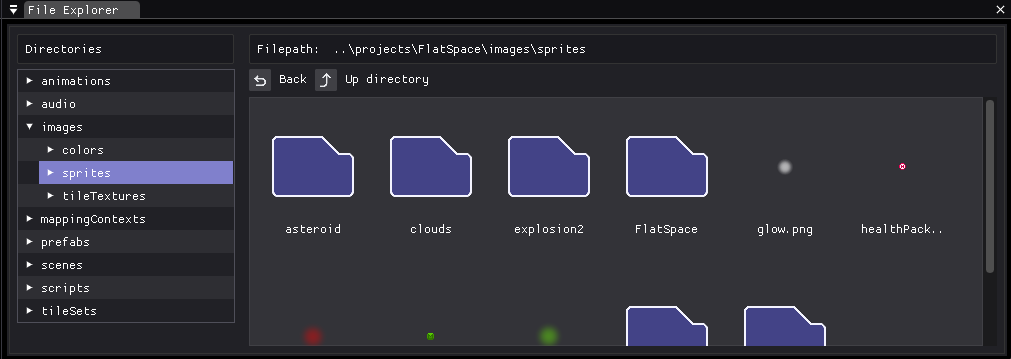 File Explorer
Directories
Filepath: ..\projects\FlatSpace\images\sprites
Back Up directory
animations
audio
images
colors
sprites
tileTextures
mappingContexts
prefabs
scenes
scripts
tileSets
asteroid clouds explosion2 FlatSpace glow.png healthPack..